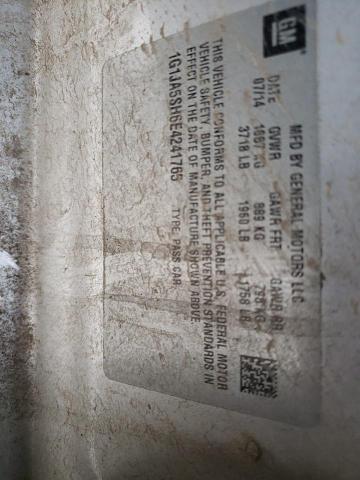 GM
MFD BY GENERAL MOTORS LLC
DATE GVWR GAWR FRT GAWR RR
07/14 1687 KG 889 KG 798 KG
3718 LB 1960 LB 1758 LB
THIS VEHICLE CONFORMS TO ALL APPLICABLE U.S. FEDERAL MOTOR
VEHICLE SAFETY, BUMPER, AND THEFT PREVENTION STANDARDS IN
EFFECT ON THE DATE OF MANUFACTURE SHOWN ABOVE.
1G1JA5SH6E4241765 TYPE: PASS CAR